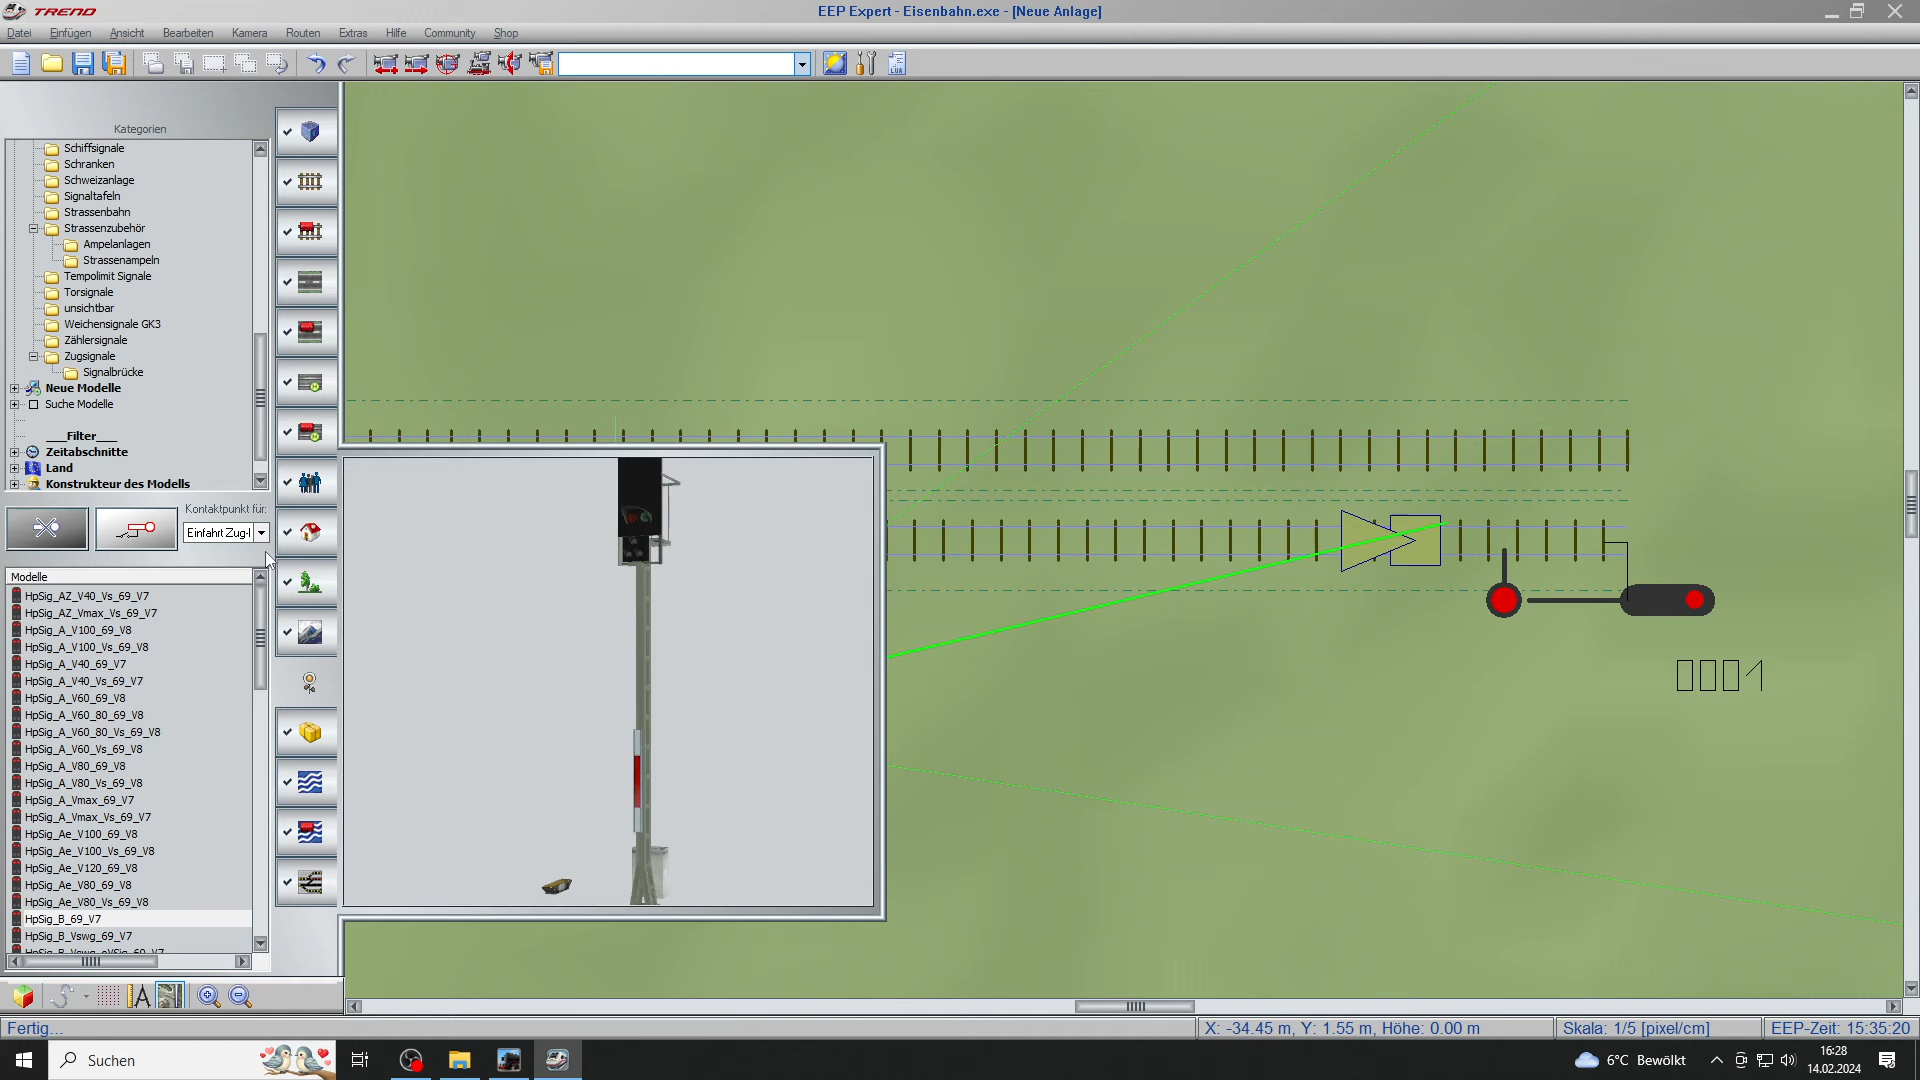 TREND
EEP Expert - Eisenbahn.exe - [Neue Anlage]
Datei Einfügen Ansicht Bearbeiten Kamera Routen Extras Hilfe Community Shop
Kategorien
Schiffsignale
Schranken
Schweizanlage
Signaltafeln
Strassenbahn
Strassenzubehör
Ampelanlagen
Strassenampeln
Tempolimit Signale
Torsignale
unsichtbar
Weichensignale GK3
Zählersignale
Zugsignale
Signalbrücke
Neue Modelle
Suche Modelle
___Filter___
Zeitabschnitte
Land
Konstrukteur des Modells
Kontaktpunkt für:
Einfahrt Zug-
Modelle
HpSig_AZ_V40_Vs_69_V7
HpSig_AZ_Vmax_Vs_69_V7
HpSig_A_V100_69_V8
HpSig_A_V100_Vs_69_V8
HpSig_A_V40_69_V7
HpSig_A_V40_Vs_69_V7
HpSig_A_V60_69_V8
HpSig_A_V60_80_69_V8
HpSig_A_V60_80_Vs_69_V8
HpSig_A_V60_Vs_69_V8
HpSig_A_V80_69_V8
HpSig_A_V80_Vs_69_V8
HpSig_A_Vmax_69_V7
HpSig_A_Vmax_Vs_69_V7
HpSig_Ae_V100_69_V8
HpSig_Ae_V100_Vs_69_V8
HpSig_Ae_V120_69_V8
HpSig_Ae_V80_69_V8
HpSig_Ae_V80_Vs_69_V8
HpSig_B_69_V7
HpSig_B_Vswg_69_V7
0001
Fertig...
X: -34.45 m, Y: 1.55 m, Höhe: 0.00 m
Skala: 1/5 [pixel/cm]
EEP-Zeit: 15:35:20
Suchen
6°C Bewölkt
16:28
14.02.2024